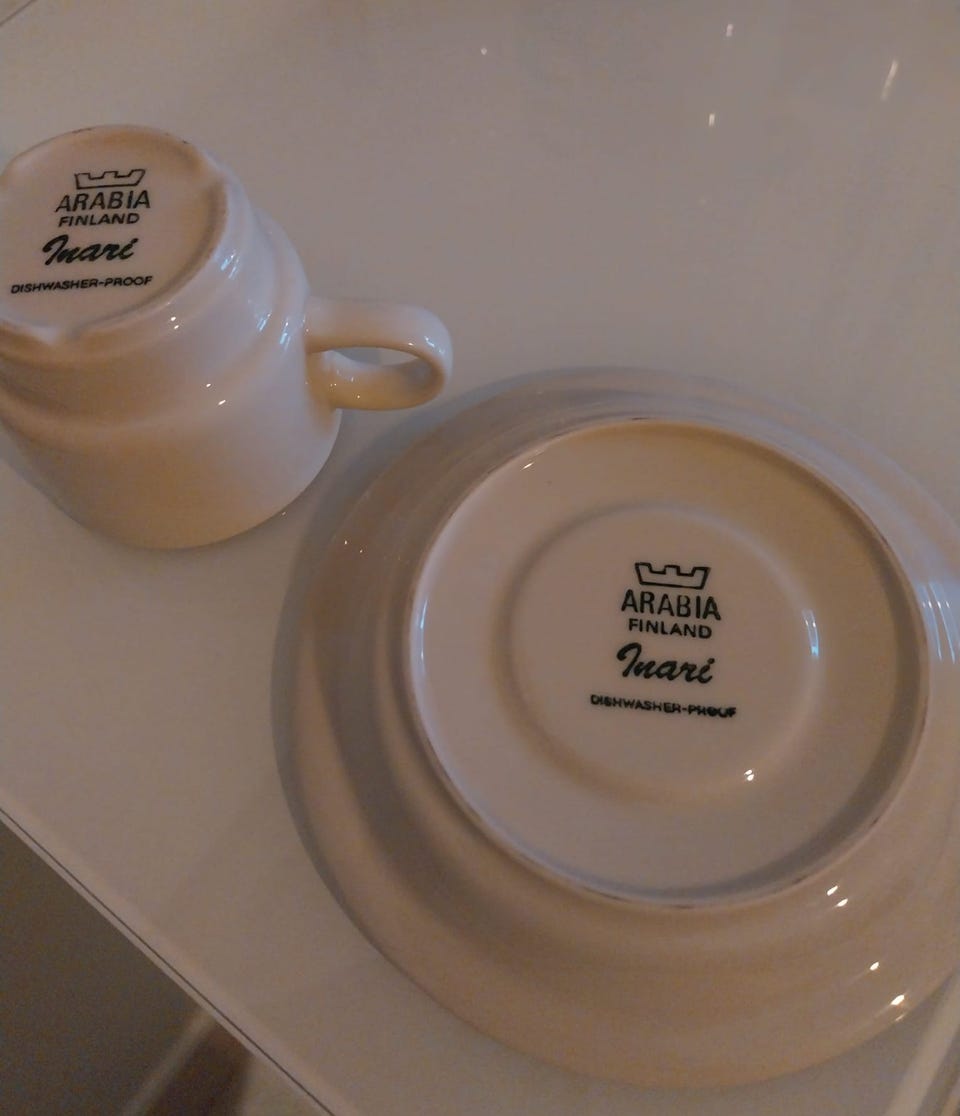 ARABIA
FINLAND
Inari
DISHWASHER-PROOF
ARABIA
FINLAND
Inari
DISHWASHER-PROOF